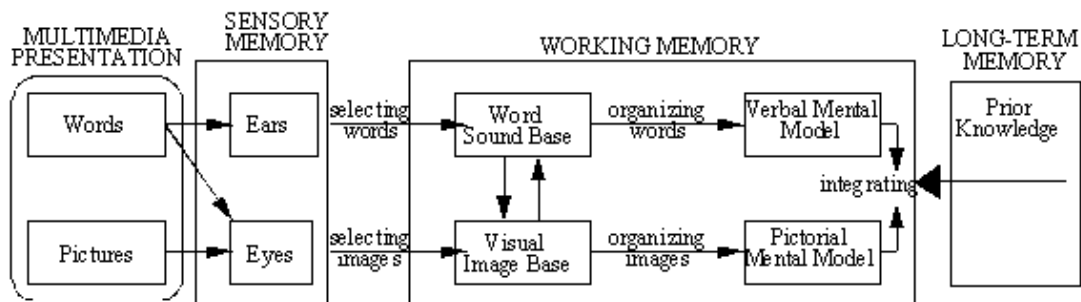 MULTIMEDIA
PRESENTATION
SENSORY
MEMORY
WORKING MEMORY
LONG-TERM
MEMORY
Words
Ears
selecting
words
Word
Sound Base
organizing
words
Verbal Mental
Model
Prior
Knowledge
integrating
Pictures
Eyes
selecting
images
Visual
Image Base
organizing
images
Pictorial
Mental Model